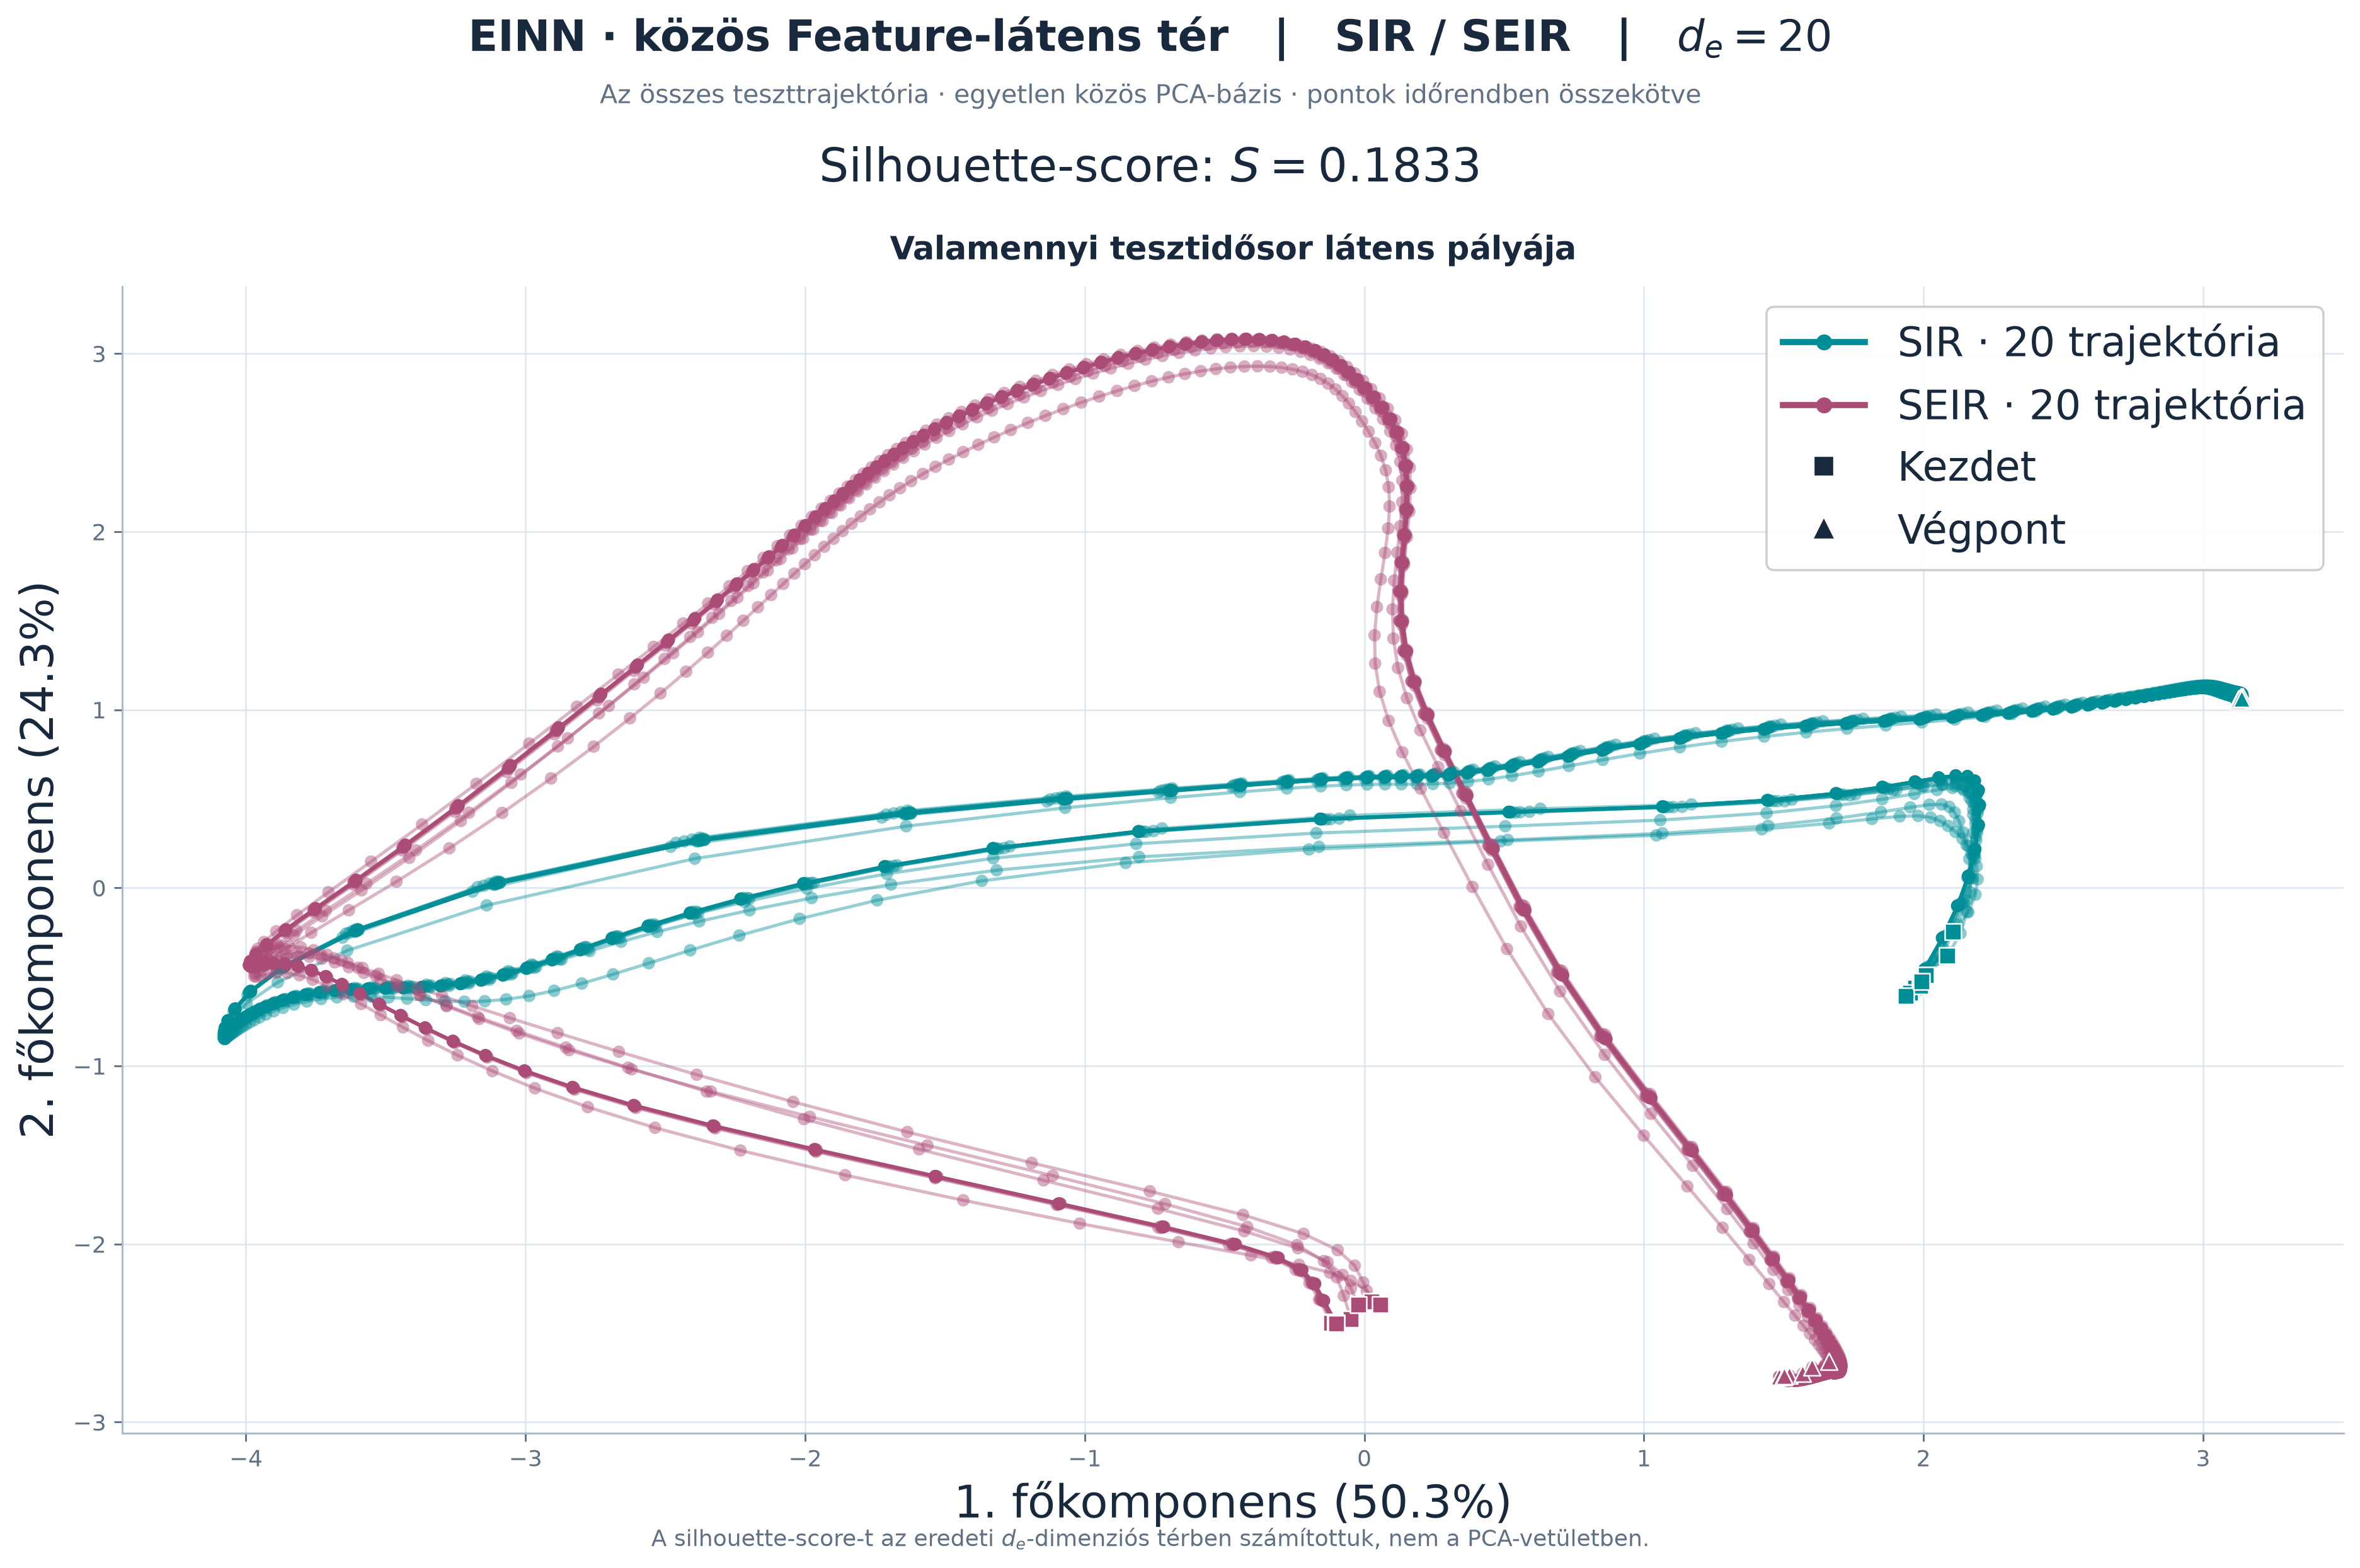 EINN · közös Feature-látens tér | SIR / SEIR | dₑ = 20
Az összes teszttrajektória · egyetlen közös PCA-bázis · pontok időrendben összekötve
Silhouette-score: S = 0.1833
Valamennyi tesztidősor látens pályája
SIR · 20 trajektória
SEIR · 20 trajektória
Kezdet
Végpont
2. főkomponens (24.3%)
3
2
1
0
−1
−2
−3
−4 −3 −2 −1 0 1 2 3
1. főkomponens (50.3%)
A silhouette-score-t az eredeti dₑ-dimenziós térben számítottuk, nem a PCA-vetületben.